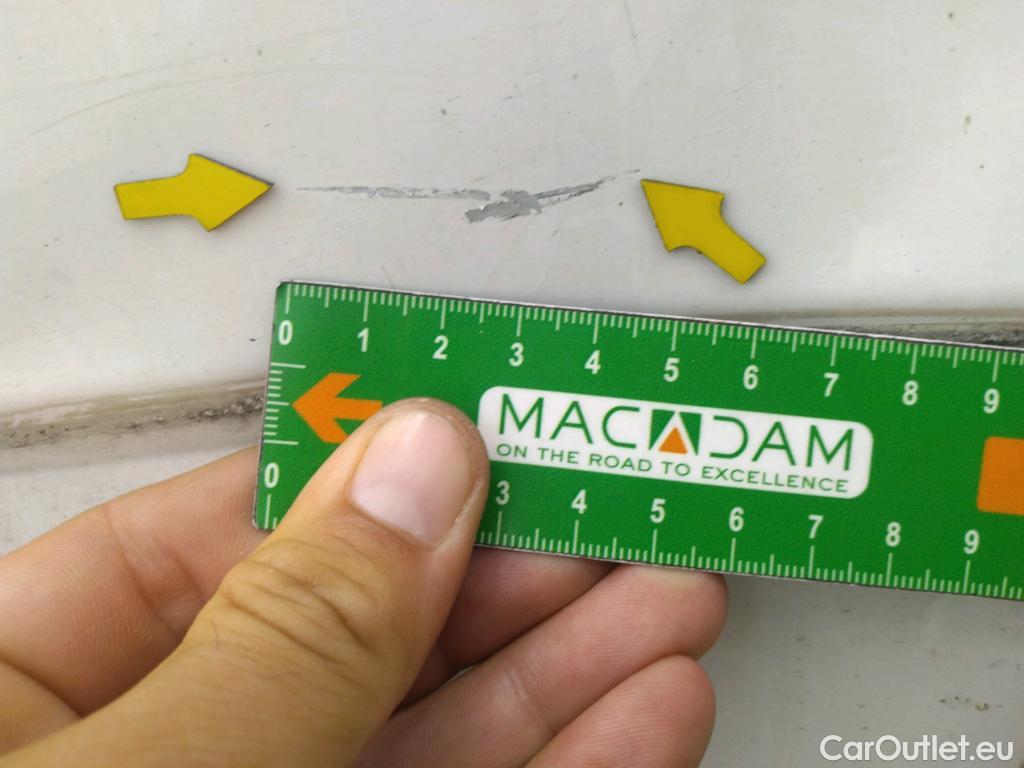 0 1 2 3 4 5 6 7 8 9
MACADAM
ON THE ROAD TO EXCELLENCE
0 3 4 5 6 7 8 9
CarOutlet.eu